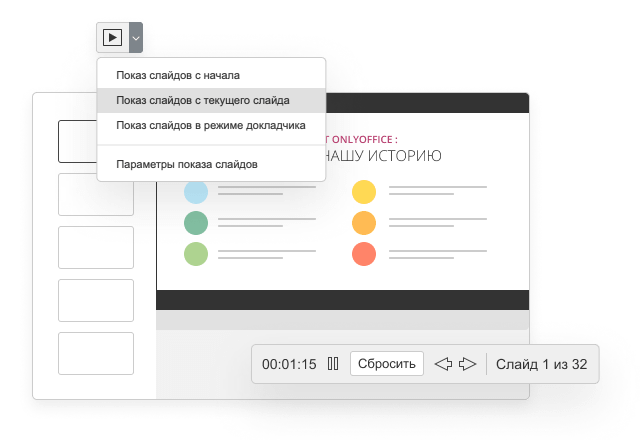 Показ слайдов с начала
Показ слайдов с текущего слайда
Показ слайдов в режиме докладчика
Параметры показа слайдов
ONLYOFFICE :
НАШУ ИСТОРИЮ
00:01:15 Сбросить Слайд 1 из 32